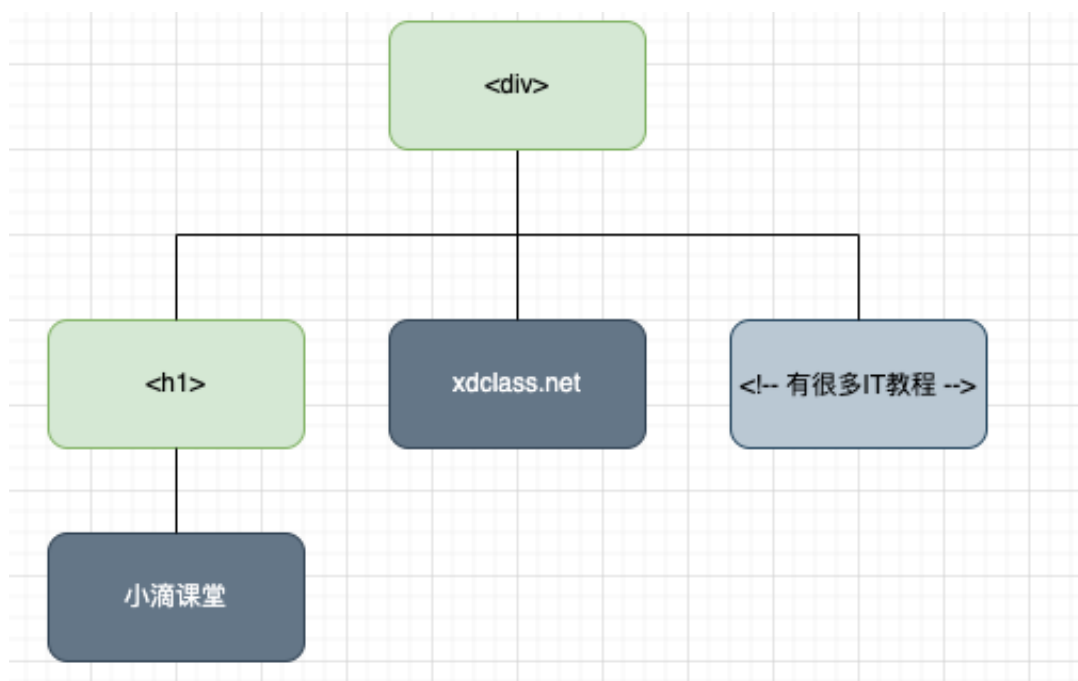 <div>
<h1>
xdclass.net
<!-- 有很多IT教程 -->
小滴课堂